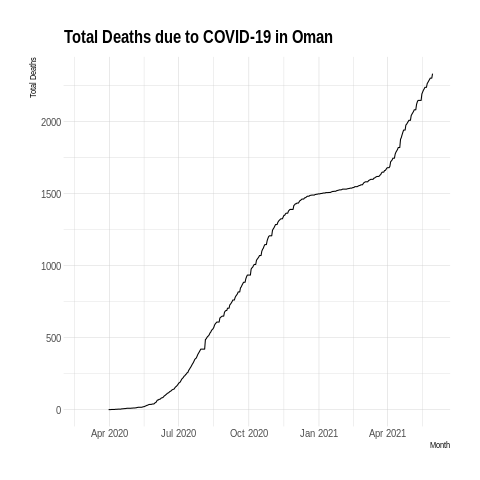 Total Deaths due to COVID-19 in Oman
Total Deaths
2000
1500
1000
500
0
Apr 2020 Jul 2020 Oct 2020 Jan 2021 Apr 2021
Month